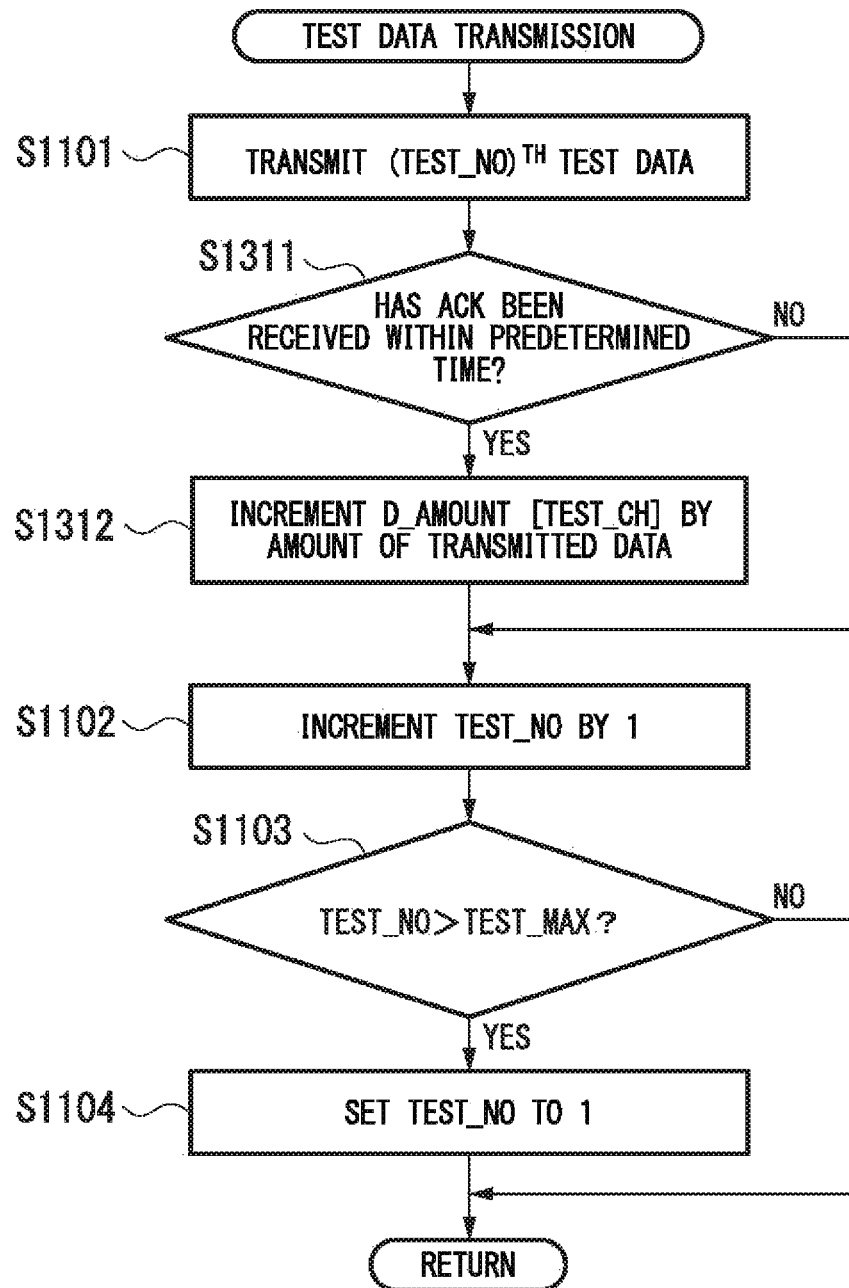 TEST DATA TRANSMISSION
S1101
TRANSMIT (TEST_NO)TH TEST DATA
S1311
HAS ACK BEEN
RECEIVED WITHIN PREDETERMINED
TIME?
NO
YES
S1312
INCREMENT D_AMOUNT [TEST_CH] BY
AMOUNT OF TRANSMITTED DATA
S1102
INCREMENT TEST_NO BY 1
S1103
TEST_NO>TEST_MAX?
NO
YES
S1104
SET TEST_NO TO 1
RETURN